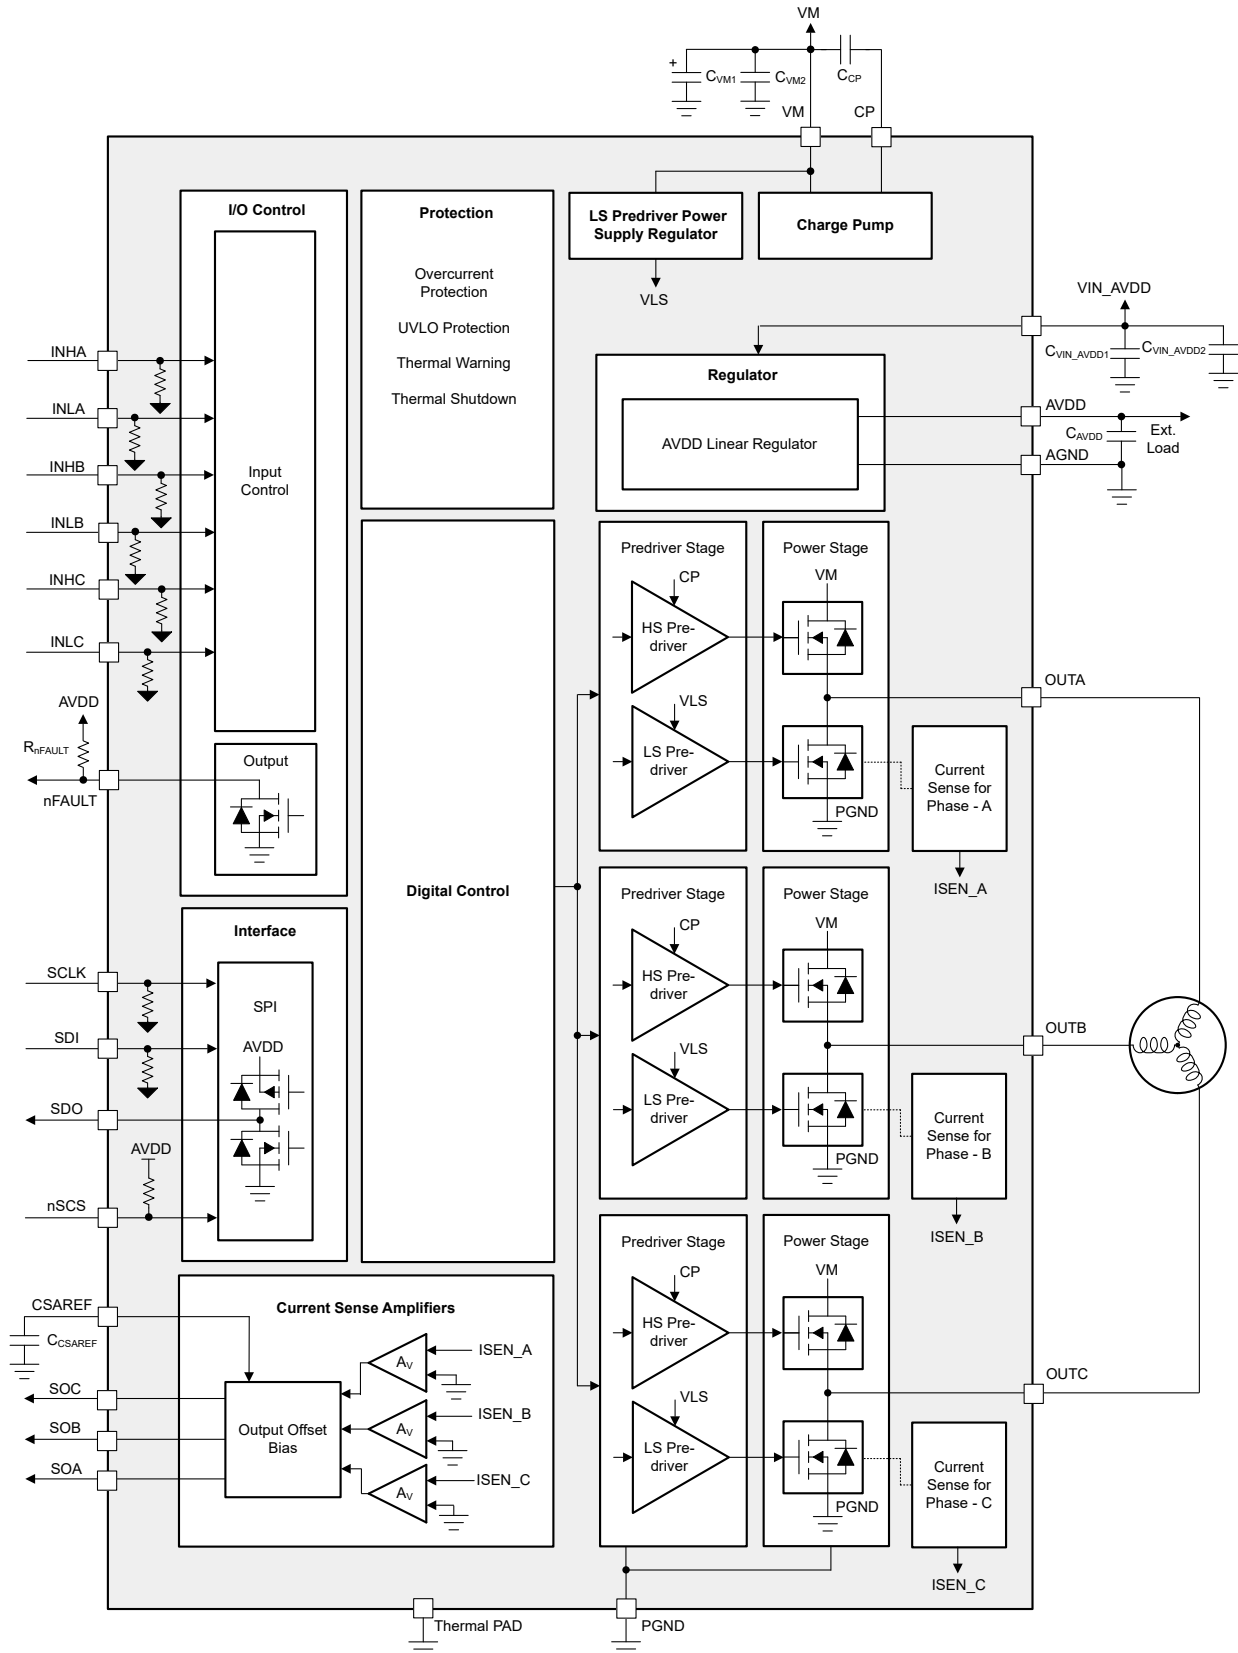 VM
+
CVM1
CVM2
CCP
VM
CP
I/O Control
Input
Control
Protection
Overcurrent
Protection
UVLO Protection
Thermal Warning
Thermal Shutdown
LS Predriver Power
Supply Regulator
VLS
Charge Pump
VIN_AVDD
CVIN_AVDD1
CVIN_AVDD2
Regulator
AVDD Linear Regulator
AVDD
CAVDD
Ext.
Load
AGND
INHA
INLA
INHB
INLB
INHC
INLC
AVDD
RnFAULT
nFAULT
Output
Digital Control
Predriver Stage
CP
HS Pre-
driver
VLS
LS Pre-
driver
Power Stage
VM
PGND
OUTA
Current
Sense for
Phase - A
ISEN_A
Interface
SPI
AVDD
SCLK
SDI
SDO
AVDD
nSCS
Predriver Stage
CP
HS Pre-
driver
VLS
LS Pre-
driver
Power Stage
VM
PGND
OUTB
Current
Sense for
Phase - B
ISEN_B
Current Sense Amplifiers
CSAREF
CCSAREF
SOC
SOB
SOA
Output Offset
Bias
AV
ISEN_A
AV
ISEN_B
AV
ISEN_C
Predriver Stage
CP
HS Pre-
driver
VLS
LS Pre-
driver
Power Stage
VM
PGND
OUTC
Current
Sense for
Phase - C
ISEN_C
Thermal PAD
PGND